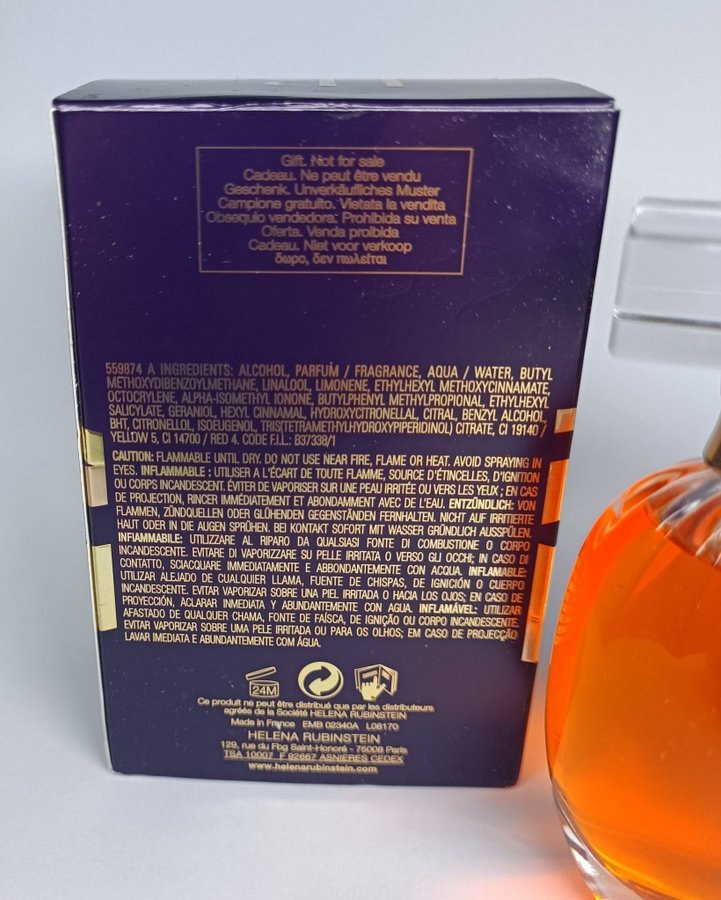 Gift. Not for sale
Cadeau. Ne peut être vendu
Geschenk. Unverkäufliches Muster
Campione gratuito. Vietata la vendita
Obsequio vendedora: Prohibida su venta
Oferta. Venda proibida
Cadeau. Niet voor verkoop
δωρο, δεν πωλείται
559874 A INGREDIENTS: ALCOHOL, PARFUM / FRAGRANCE, AQUA / WATER, BUTYL
METHOXYDIBENZOYLMETHANE, LINALOOL, LIMONENE, ETHYLHEXYL METHOXYCINNAMATE,
OCTOCRYLENE, ALPHA-ISOMETHYL IONONE, BUTYLPHENYL METHYLPROPIONAL, ETHYLHEXYL
SALICYLATE, GERANIOL, HEXYL CINNAMAL, HYDROXYCITRONELLAL, CITRAL, BENZYL ALCOHOL,
BHT, CITRONELLOL, ISOEUGENOL, TRIS(TETRAMETHYLHYDROXYPIPERIDINOL) CITRATE, CI 19140 /
YELLOW 5, CI 14700 / RED 4. CODE F.I.L.: B37338/1
CAUTION: FLAMMABLE UNTIL DRY. DO NOT USE NEAR FIRE, FLAME OR HEAT. AVOID SPRAYING IN
EYES. INFLAMMABLE : UTILISER A L'ÉCART DE TOUTE FLAMME, SOURCE D'ÉTINCELLES, D'IGNITION
OU CORPS INCANDESCENT. ÉVITER DE VAPORISER SUR UNE PEAU IRRITÉE OU VERS LES YEUX ; EN CAS
DE PROJECTION, RINCER IMMÉDIATEMENT ET ABONDAMMENT AVEC DE L'EAU. ENTZÜNDLICH: VON
FLAMMEN, ZÜNDQUELLEN ODER GLÜHENDEN GEGENSTÄNDEN FERNHALTEN. NICHT AUF IRRITIERTE
HAUT ODER IN DIE AUGEN SPRÜHEN. BEI KONTAKT SOFORT MIT WASSER GRÜNDLICH AUSSPÜLEN.
INFIAMMABILE: UTILIZZARE AL RIPARO DA QUALSIASI FONTE DI COMBUSTIONE O CORPO
INCANDESCENTE. EVITARE DI VAPORIZZARE SU PELLE IRRITATA O VERSO GLI OCCHI; IN CASO DI
CONTATTO, SCIACQUARE IMMEDIATAMENTE E ABBONDANTEMENTE CON ACQUA. INFLAMABLE:
UTILIZAR ALEJADO DE CUALQUIER LLAMA, FUENTE DE CHISPAS, DE IGNICIÓN O CUERPO
INCANDESCENTE. EVITAR VAPORIZAR SOBRE UNA PIEL IRRITADA O HACIA LOS OJOS; EN CASO DE
PROYECCIÓN, ACLARAR INMEDIATA Y ABUNDANTEMENTE CON AGUA. INFLAMÁVEL: UTILIZAR
AFASTADO DE QUALQUER CHAMA, FONTE DE FAÍSCA, DE IGNIÇÃO OU CORPO INCANDESCENTE.
EVITAR VAPORIZAR SOBRE UMA PELE IRRITADA OU PARA OS OLHOS; EM CASO DE PROJECÇÃO
LAVAR IMEDIATA E ABUNDANTEMENTE COM ÁGUA.
24M
Ce produit ne peut être distribué que par les distributeurs
agréés de la Société HELENA RUBINSTEIN
Made in France EMB 02340A L08170
HELENA RUBINSTEIN
129, rue du Fbg Saint-Honoré - 75008 Paris
TSA 10007 F 92667 ASNIERES CEDEX
www.helenarubinstein.com